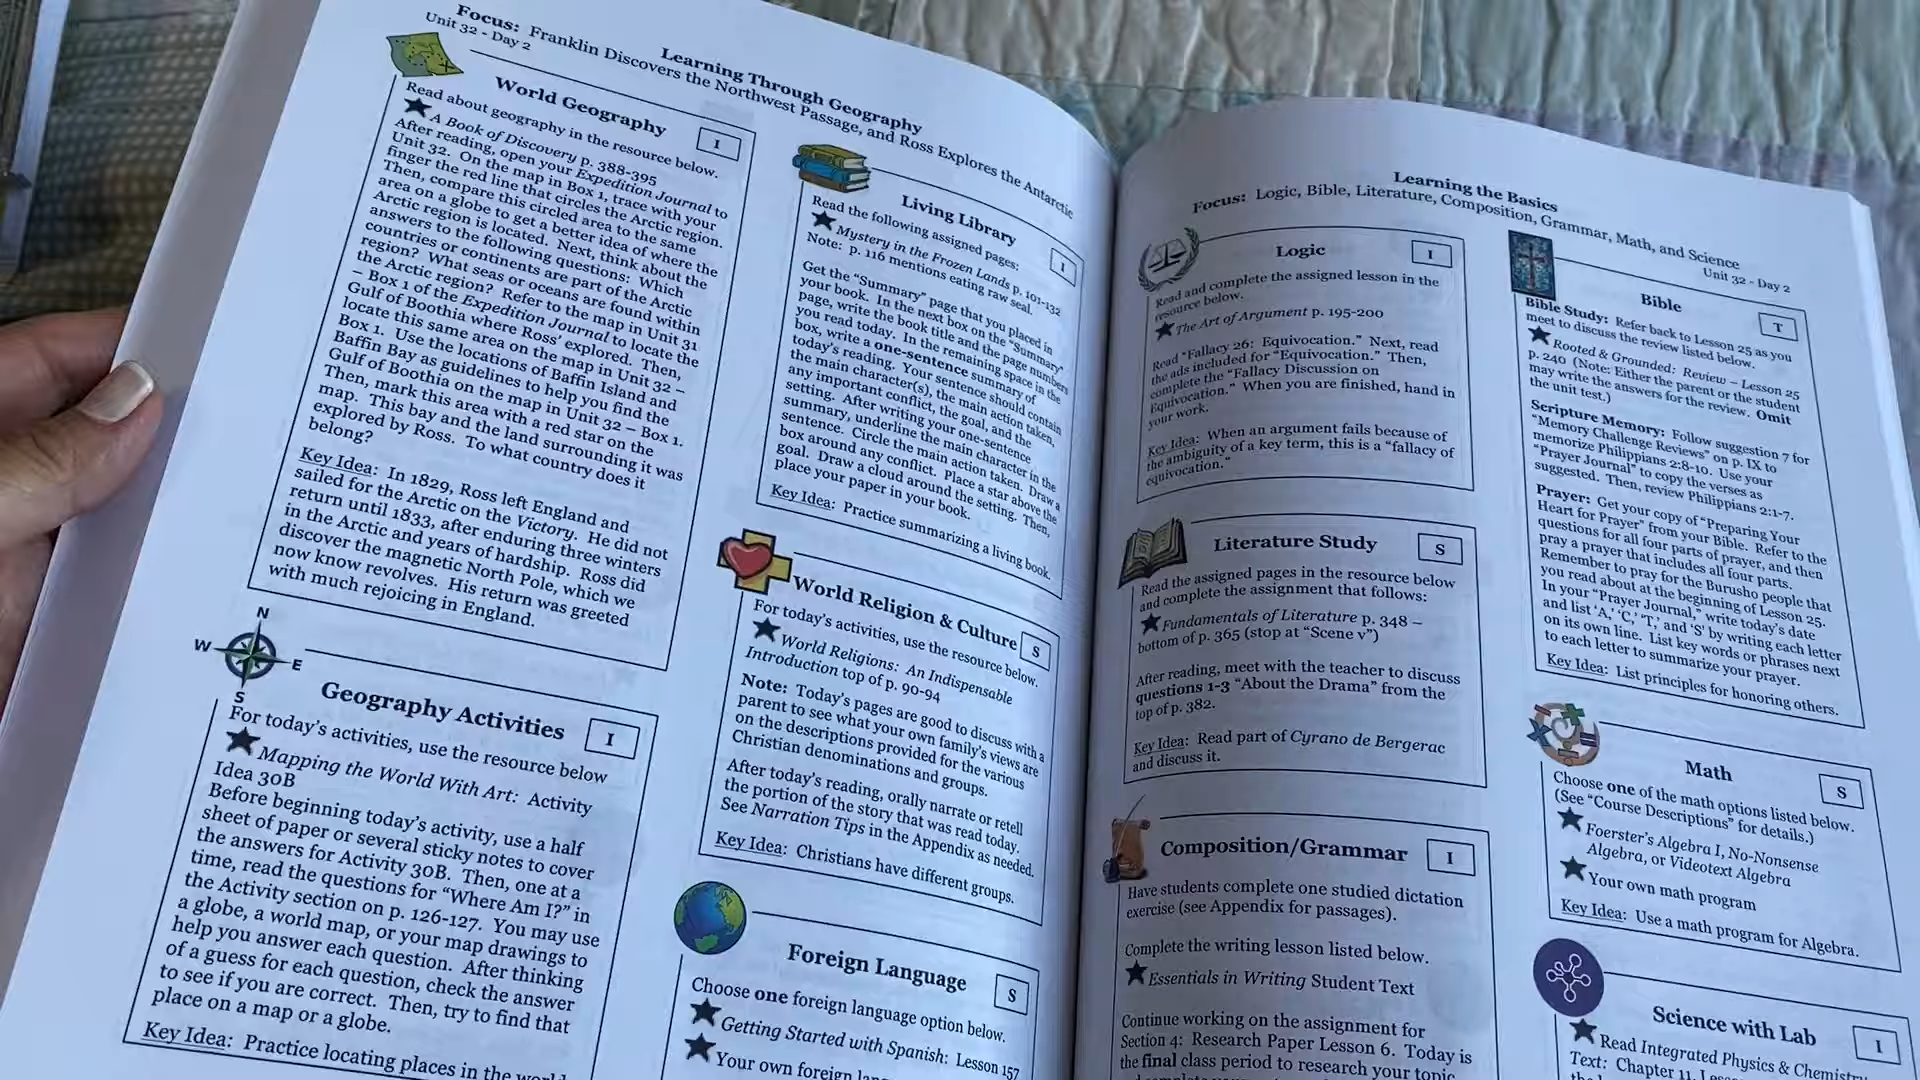 Learning Through Geography
Focus: Franklin Discovers the Northwest Passage, and Ross Explores the Antarctic
Unit 32 - Day 2
World Geography
I
Read about geography in the resource below.
A Book of Discovery p. 388-395
After reading, open your Expedition Journal to
Unit 32. On the map in Box 1, trace with your
finger the red line that circles the Arctic region.
Then, compare this circled area to the same
area on a globe to get a better idea of where the
Arctic region is located. Next, think about the
answers to the following questions: Which
countries or continents are part of the Arctic
region? What seas or oceans are found within
the Arctic region? Refer to the map in Unit 31
– Box 1 of the Expedition Journal to locate the
Gulf of Boothia where Ross' explored. Then,
locate this same area on the map in Unit 32 –
Box 1. Use the locations of Baffin Island and
Baffin Bay as guidelines to help you find the
Gulf of Boothia on the map in Unit 32 – Box 1.
Then, mark this area with a red star on the
map. This bay and the land surrounding it was
explored by Ross. To what country does it
belong?
Key Idea: In 1829, Ross left England and
sailed for the Arctic on the Victory. He did not
return until 1833, after enduring three winters
in the Arctic and years of hardship. Ross did
discover the magnetic North Pole, which we
now know revolves. His return was greeted
with much rejoicing in England.
N
W
E
S
Geography Activities
I
For today's activities, use the resource below
Mapping the World With Art: Activity
Idea 30B
Before beginning today's activity, use a half
sheet of paper or several sticky notes to cover
the answers for Activity 30B. Then, one at a
time, read the questions for "Where Am I?" in
the Activity section on p. 126-127. You may use
a globe, a world map, or your map drawings to
help you answer each question. After thinking
of a guess for each question, check the answer
to see if you are correct. Then, try to find that
place on a map or a globe.
Key Idea: Practice locating places in the world
Living Library
I
Read the following assigned pages:
Mystery in the Frozen Lands p. 101-132
Note: p. 116 mentions eating raw seal.
Get the "Summary" page that you placed in
your book. In the next box on the "Summary"
page, write the book title and the page numbers
you read today. In the remaining space in the
box, write a one-sentence summary of
today's reading. Your sentence should contain
the main character(s), the main action taken,
any important conflict, the goal, and the
setting. After writing your one-sentence
summary, underline the main character in the
sentence. Circle the main action taken. Draw a
box around any conflict. Place a star above the
goal. Draw a cloud around the setting. Then,
place your paper in your book.
Key Idea: Practice summarizing a living book.
World Religion & Culture
S
For today's activities, use the resource below.
World Religions: An Indispensable
Introduction top of p. 90-94
Note: Today's pages are good to discuss with a
parent to see what your own family's views are
on the descriptions provided for the various
Christian denominations and groups.
After today's reading, orally narrate or retell
the portion of the story that was read today.
See Narration Tips in the Appendix as needed.
Key Idea: Christians have different groups.
Foreign Language
S
Choose one foreign language option below.
Getting Started with Spanish: Lesson 157
Your own foreign
Learning the Basics
Focus: Logic, Bible, Literature, Composition, Grammar, Math, and Science
Unit 32 - Day 2
Logic
I
Read and complete the assigned lesson in the
resource below.
The Art of Argument p. 195-200
Read "Fallacy 26: Equivocation." Next, read
the ads included for "Equivocation." Then,
complete the "Fallacy Discussion on
Equivocation." When you are finished, hand in
your work.
Key Idea: When an argument fails because of
the ambiguity of a key term, this is a "fallacy of
equivocation."
Literature Study
S
Read the assigned pages in the resource below
and complete the assignment that follows:
Fundamentals of Literature p. 348 –
bottom of p. 365 (stop at "Scene v")
After reading, meet with the teacher to discuss
questions 1-3 "About the Drama" from the
top of p. 382.
Key Idea: Read part of Cyrano de Bergerac
and discuss it.
Composition/Grammar
I
Have students complete one studied dictation
exercise (see Appendix for passages).
Complete the writing lesson listed below.
Essentials in Writing Student Text
Continue working on the assignment for
Section 4: Research Paper Lesson 6. Today is
the final class period to research your topic
Bible
T
Bible Study: Refer back to Lesson 25 as you
meet to discuss the review listed below.
Rooted & Grounded: Review – Lesson 25
p. 240 (Note: Either the parent or the student
may write the answers for the review. Omit
the unit test.)
Scripture Memory: Follow suggestion 7 for
"Memory Challenge Reviews" on p. IX to
memorize Philippians 2:8-10. Use your
"Prayer Journal" to copy the verses as
suggested. Then, review Philippians 2:1-7.
Prayer: Get your copy of "Preparing Your
Heart for Prayer" from your Bible. Refer to the
questions for all four parts of prayer, and then
pray a prayer that includes all four parts.
Remember to pray for the Burusho people that
you read about at the beginning of Lesson 25.
In your "Prayer Journal," write today's date
and list 'A,' 'C,' 'T,' and 'S' by writing each letter
on its own line. List key words or phrases next
to each letter to summarize your prayer.
Key Idea: List principles for honoring others.
Math
S
Choose one of the math options listed below.
(See "Course Descriptions" for details.)
Foerster's Algebra I, No-Nonsense
Algebra, or Videotext Algebra
Your own math program
Key Idea: Use a math program for Algebra.
Science with Lab
I
Read Integrated Physics & Chemistry
Text: Chapter 11,